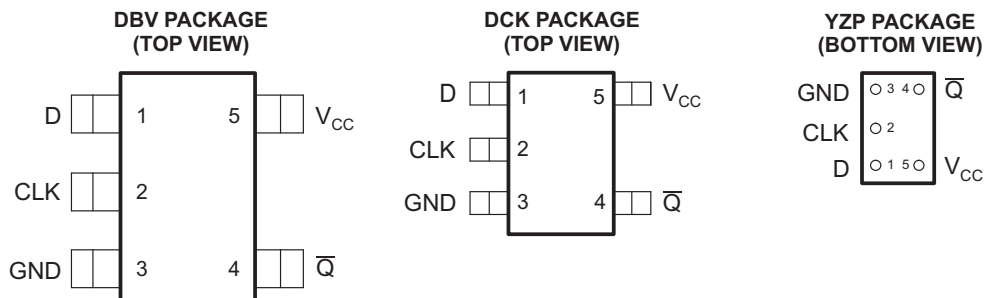 DBV PACKAGE
(TOP VIEW)
D 1 5 VCC
CLK 2
GND 3 4 Q̅
DCK PACKAGE
(TOP VIEW)
D 1 5 VCC
CLK 2
GND 3 4 Q̅
YZP PACKAGE
(BOTTOM VIEW)
GND 3 4 Q̅
CLK 2
D 1 5 VCC